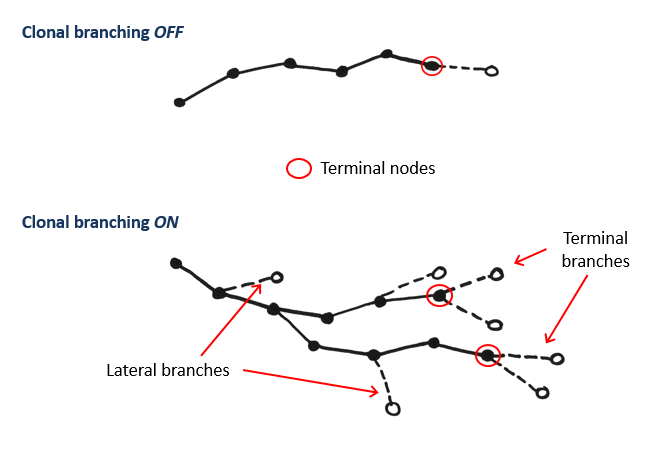 Clonal branching OFF
Terminal nodes
Clonal branching ON
Terminal
branches
Lateral branches